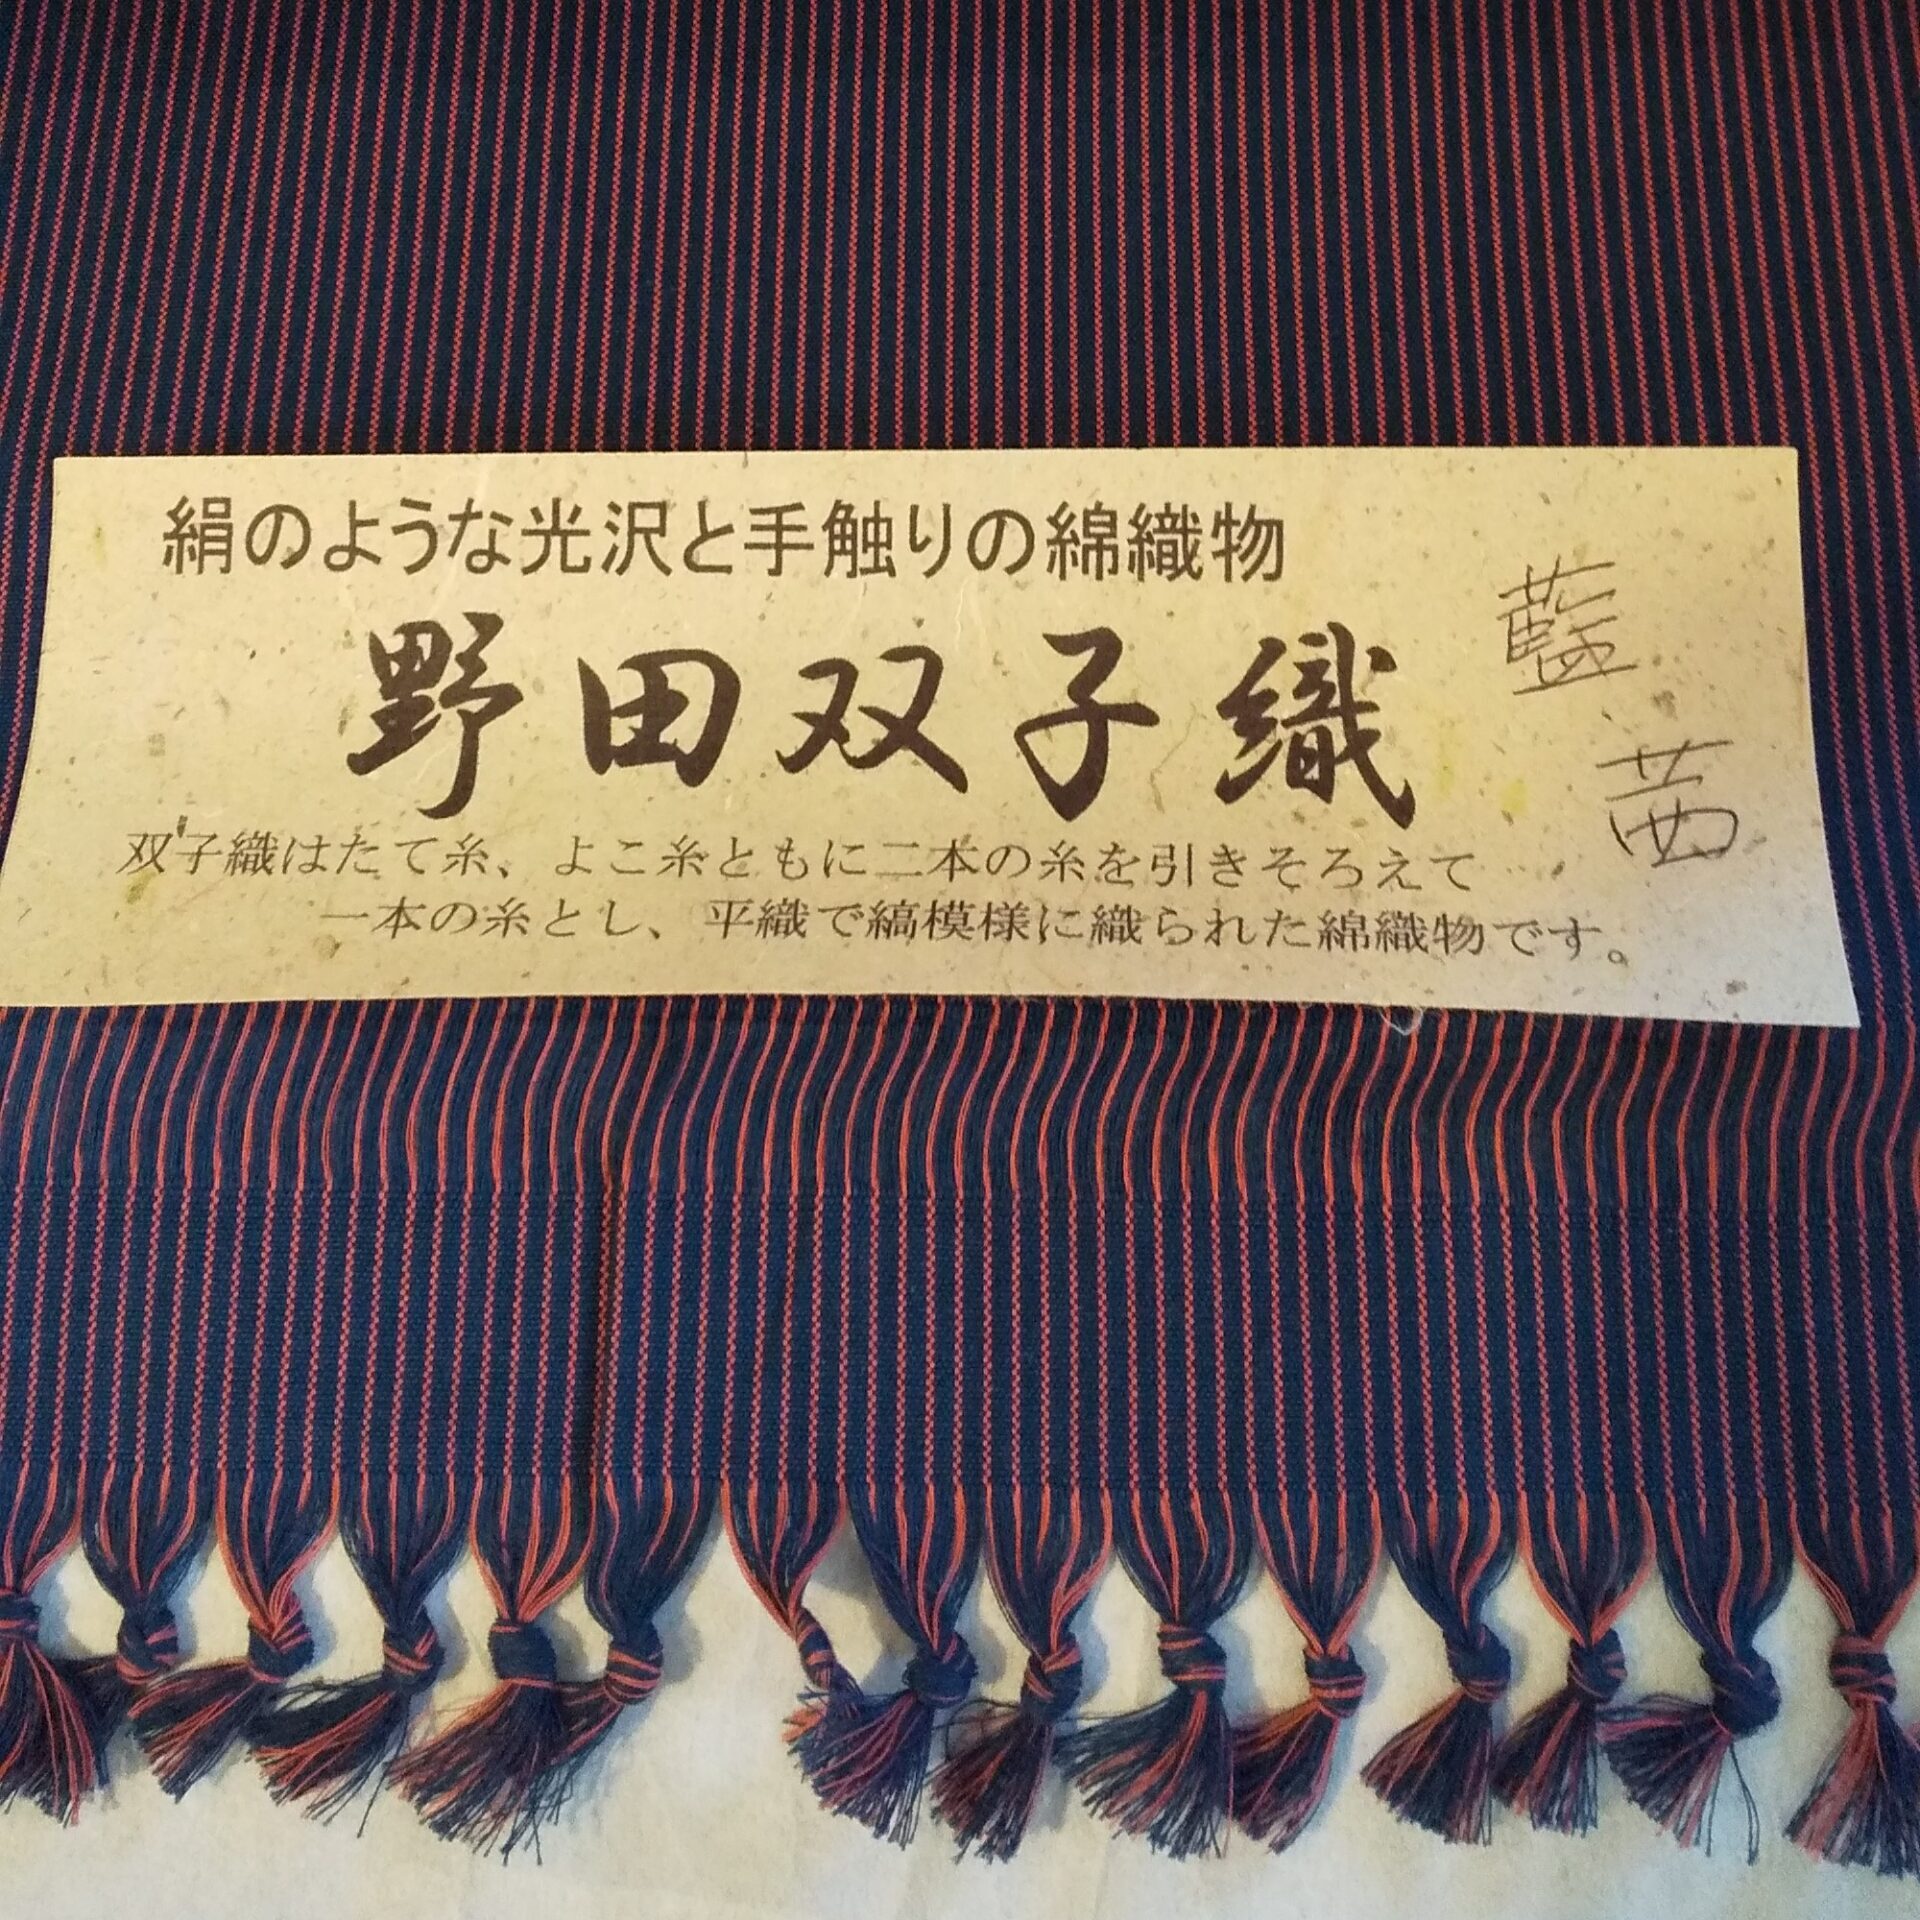 絹のような光沢と手触りの綿織物
野田双子織
双子織はたて糸、よこ糸ともに二本の糸を引きそろえて
一本の糸とし、平織で縞模様に織られた綿織物です。
藍
茜